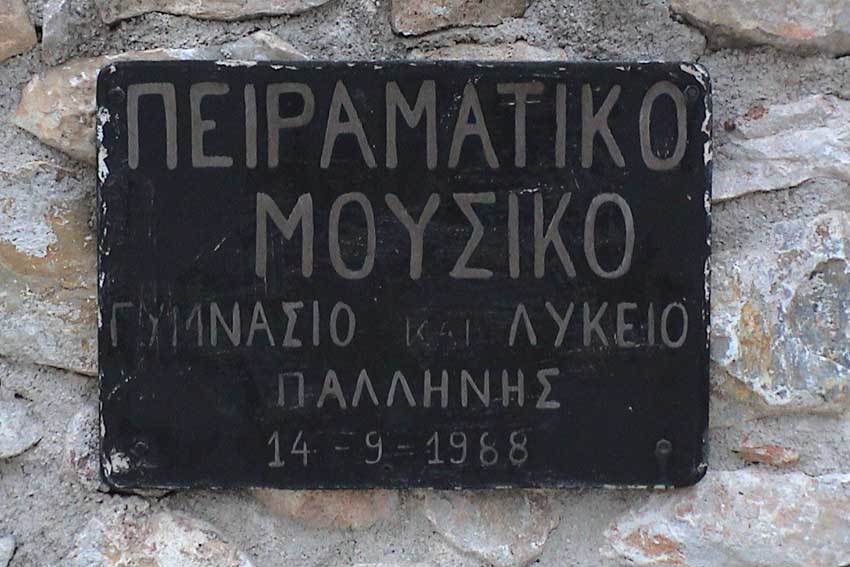 ΠΕΙΡΑΜΑΤΙΚΟ
ΜΟΥΣΙΚΟ
ΓΥΜΝΑΣΙΟ ΚΑΙ ΛΥΚΕΙΟ
ΠΑΛΛΗΝΗΣ
14 - 9 - 1988